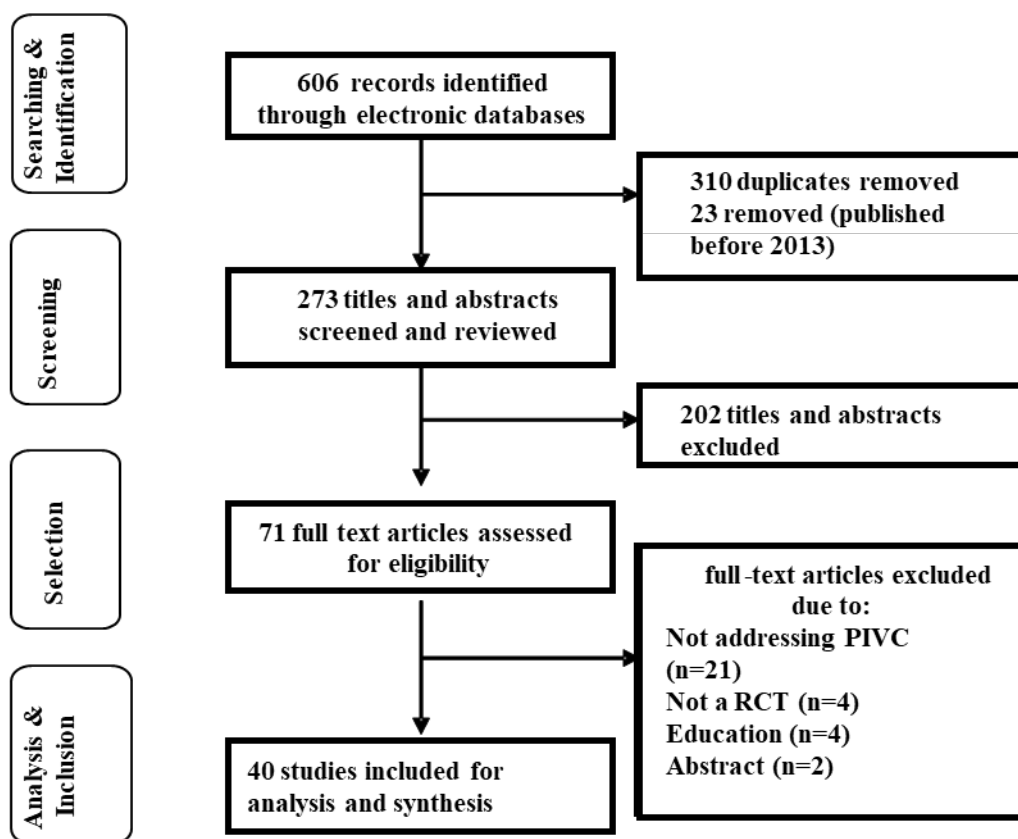 Searching &
Identification
606 records identified
through electronic databases
310 duplicates removed
23 removed (published
before 2013)
Screening
273 titles and abstracts
screened and reviewed
202 titles and abstracts
excluded
Selection
71 full text articles assessed
for eligibility
full-text articles excluded
due to:
Not addressing PIVC
(n=21)
Not a RCT (n=4)
Education (n=4)
Abstract (n=2)
Analysis &
Inclusion
40 studies included for
analysis and synthesis